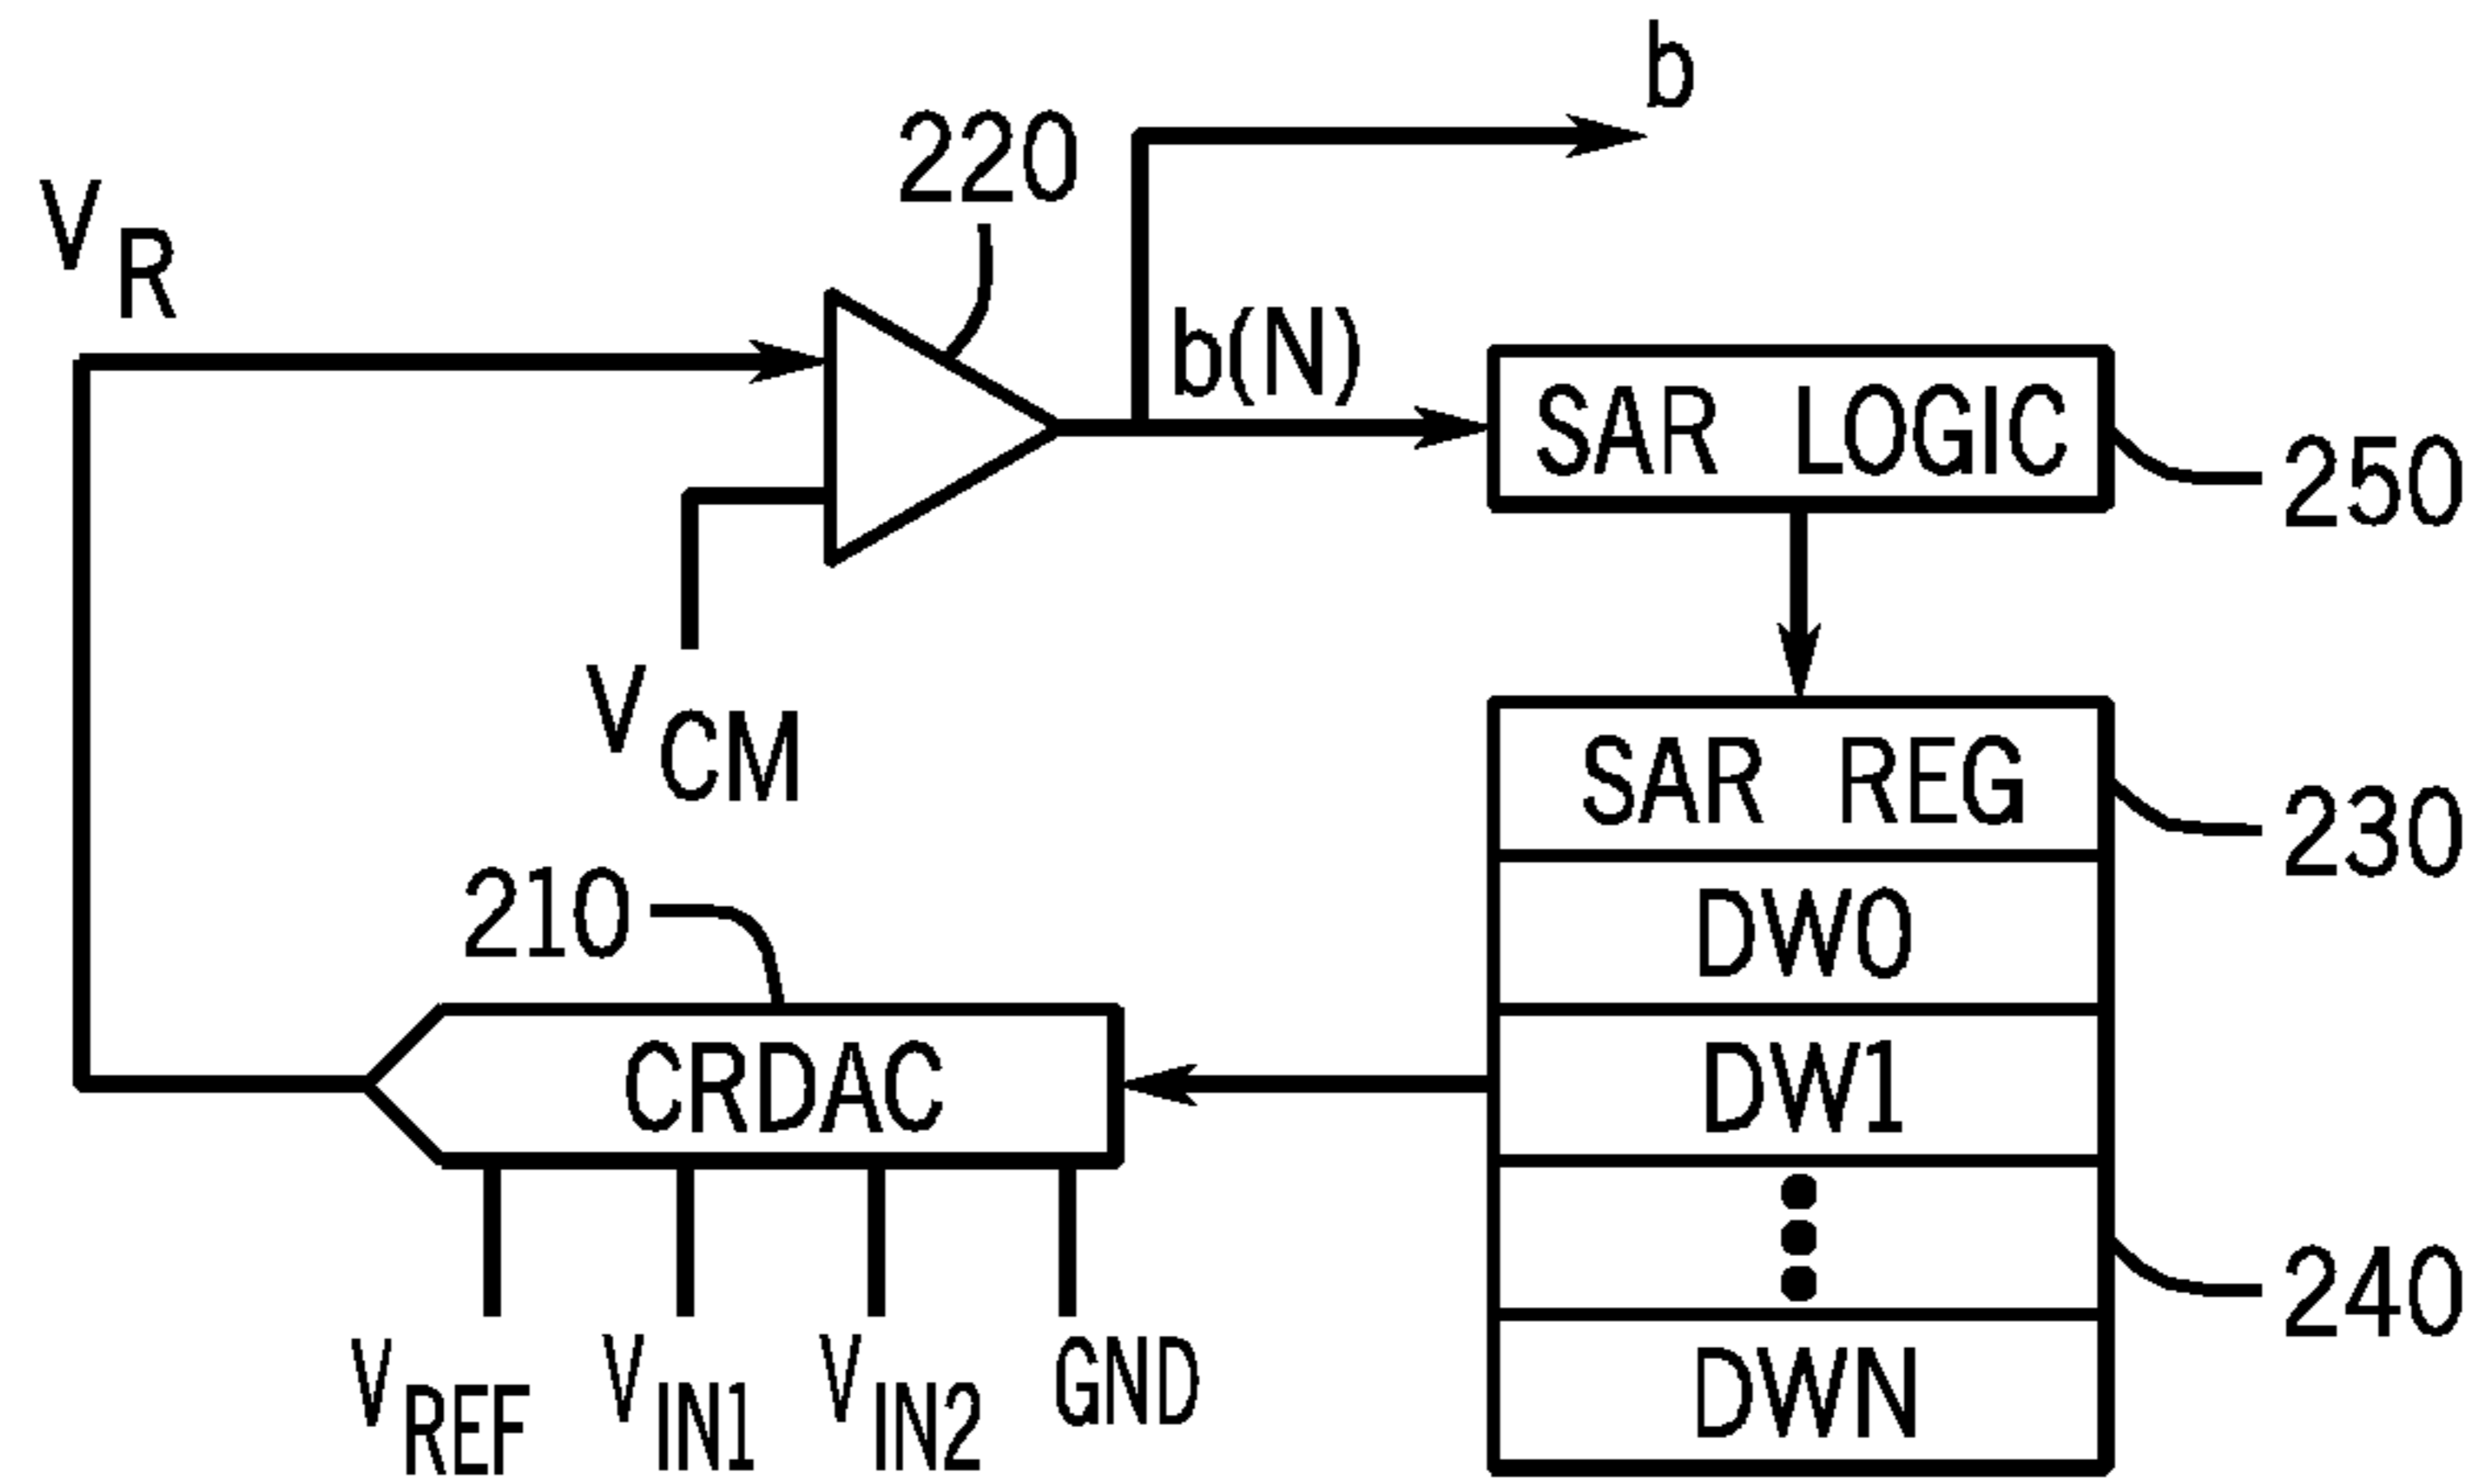 b
220
VR
b(N)
SAR LOGIC
250
VCM
SAR REG
230
210
DW0
CRDAC
DW1
240
VREF
VIN1
VIN2
GND
DWN